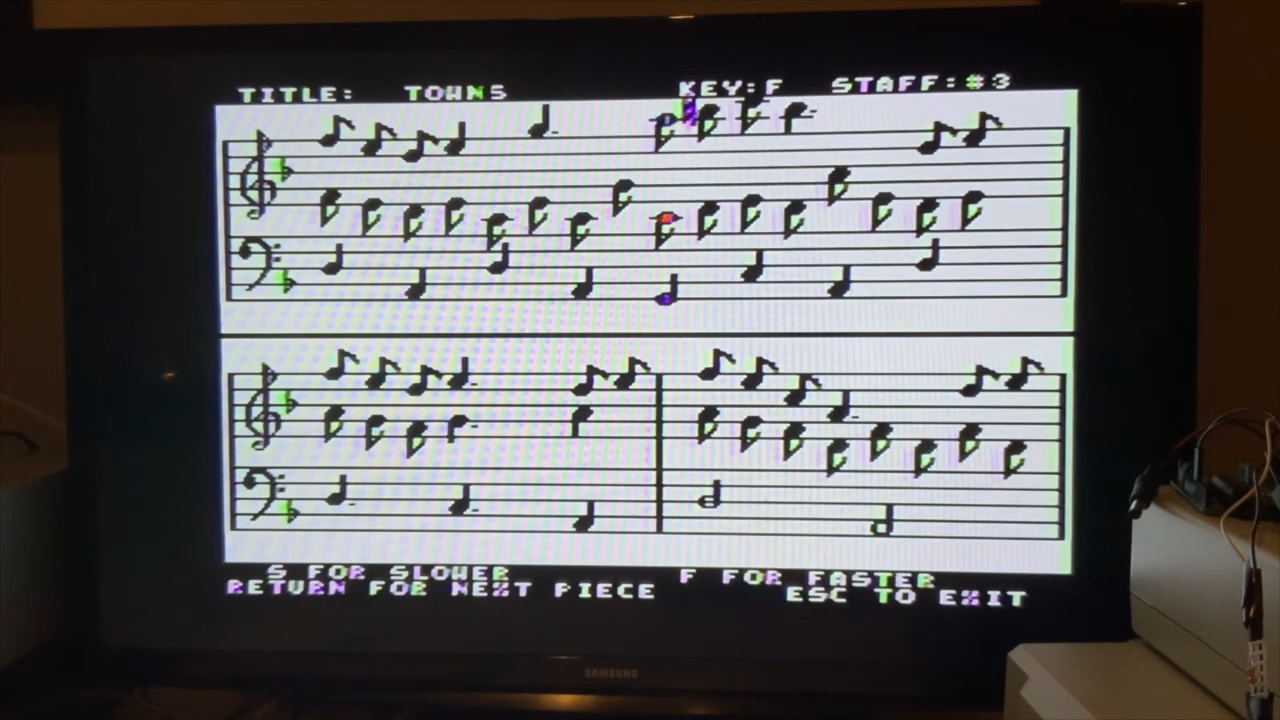 TITLE: TOWNS KEY:F STAFF:#3
S FOR SLOWER F FOR FASTER
RETURN FOR NEXT PIECE ESC TO EXIT
SAMSUNG